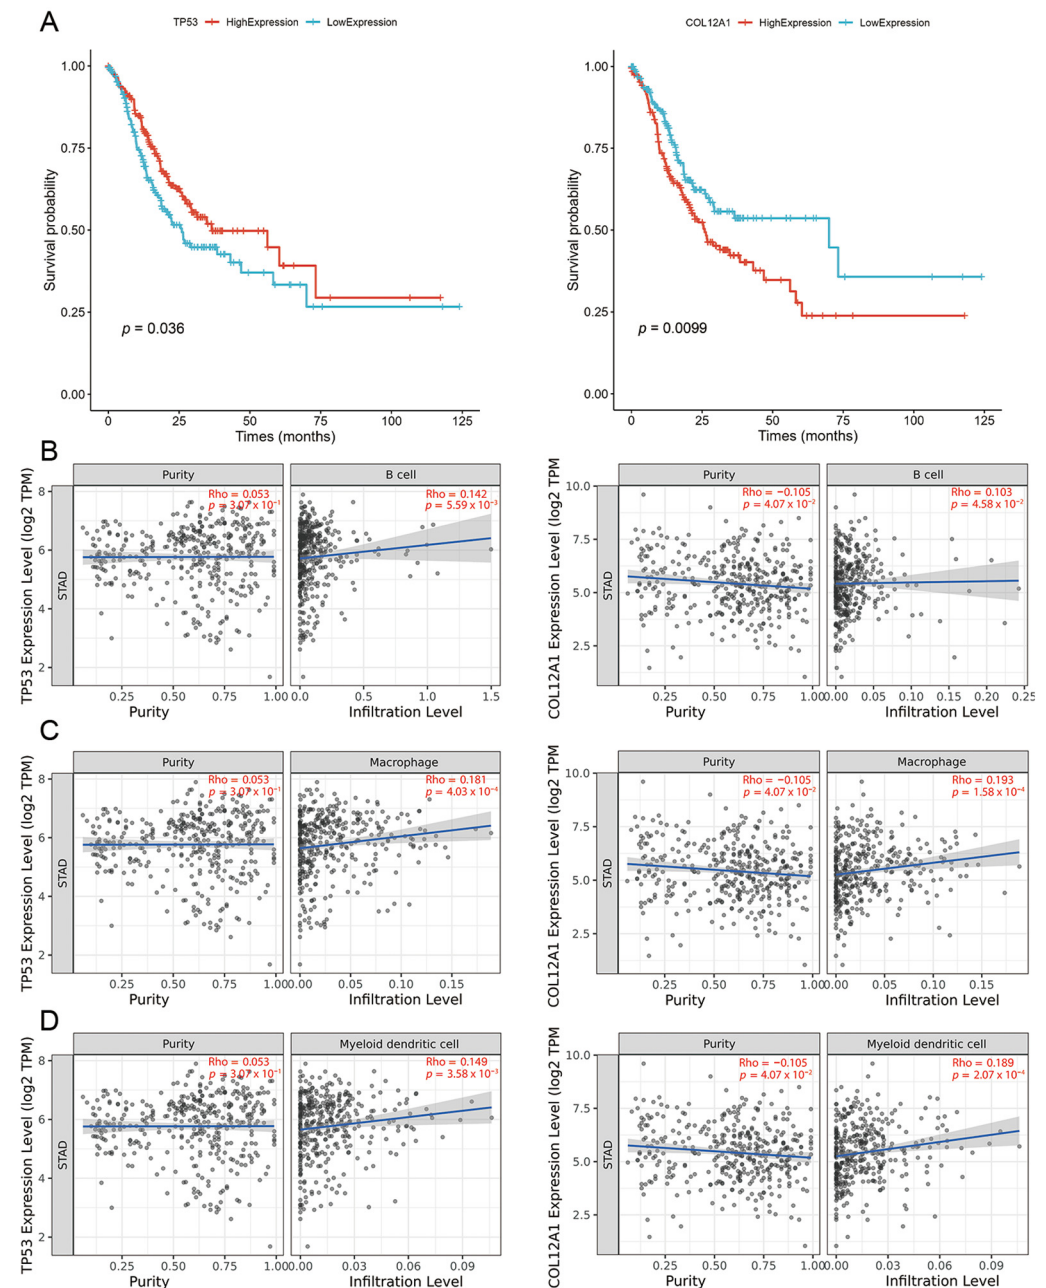 A
TP53 HighExpression LowExpression
COL12A1 HighExpression LowExpression
Survival probability
1.00
0.75
0.50
0.25
0.00
p = 0.036
0 25 50 75 100 125
Times (months)
Survival probability
1.00
0.75
0.50
0.25
0.00
p = 0.0099
0 25 50 75 100 125
Times (months)
B
TP53 Expression Level (log2 TPM)
STAD
Purity
B cell
Rho = 0.053
p = 3.07 x 10⁻¹
Rho = 0.142
p = 5.59 x 10⁻³
8
6
4
2
0.25 0.50 0.75 1.00 0.0 0.5 1.0 1.5
Purity
Infiltration Level
COL12A1 Expression Level (log2 TPM
STAD
Purity
B cell
Rho = −0.105
p = 4.07 x 10⁻²
Rho = 0.103
p = 4.58 x 10⁻²
10.0
7.5
5.0
2.5
0.25 0.50 0.75 1.00 0.00 0.05 0.10 0.15 0.20 0.25
Purity
Infiltration Level
C
TP53 Expression Level (log2 TPM)
STAD
Purity
Macrophage
Rho = 0.053
p = 3.07 x 10⁻¹
Rho = 0.181
p = 4.03 x 10⁻⁴
8
6
4
2
0.25 0.50 0.75 1.00 0.00 0.05 0.10 0.15
Purity
Infiltration Level
COL12A1 Expression Level (log2 TPM
STAD
Purity
Macrophage
Rho = −0.105
p = 4.07 x 10⁻²
Rho = 0.193
p = 1.58 x 10⁻⁴
10.0
7.5
5.0
2.5
0.25 0.50 0.75 1.00 0.00 0.05 0.10 0.15
Purity
Infiltration Level
D
TP53 Expression Level (log2 TPM)
STAD
Purity
Myeloid dendritic cell
Rho = 0.053
p = 3.07 x 10⁻¹
Rho = 0.149
p = 3.58 x 10⁻³
8
6
4
2
0.25 0.50 0.75 1.00 0.00 0.03 0.06 0.09
Purity
Infiltration Level
COL12A1 Expression Level (log2 TPM
STAD
Purity
Myeloid dendritic cell
Rho = −0.105
p = 4.07 x 10⁻²
Rho = 0.189
p = 2.07 x 10⁻⁴
10.0
7.5
5.0
2.5
0.25 0.50 0.75 1.00 0.00 0.03 0.06 0.09
Purity
Infiltration Level